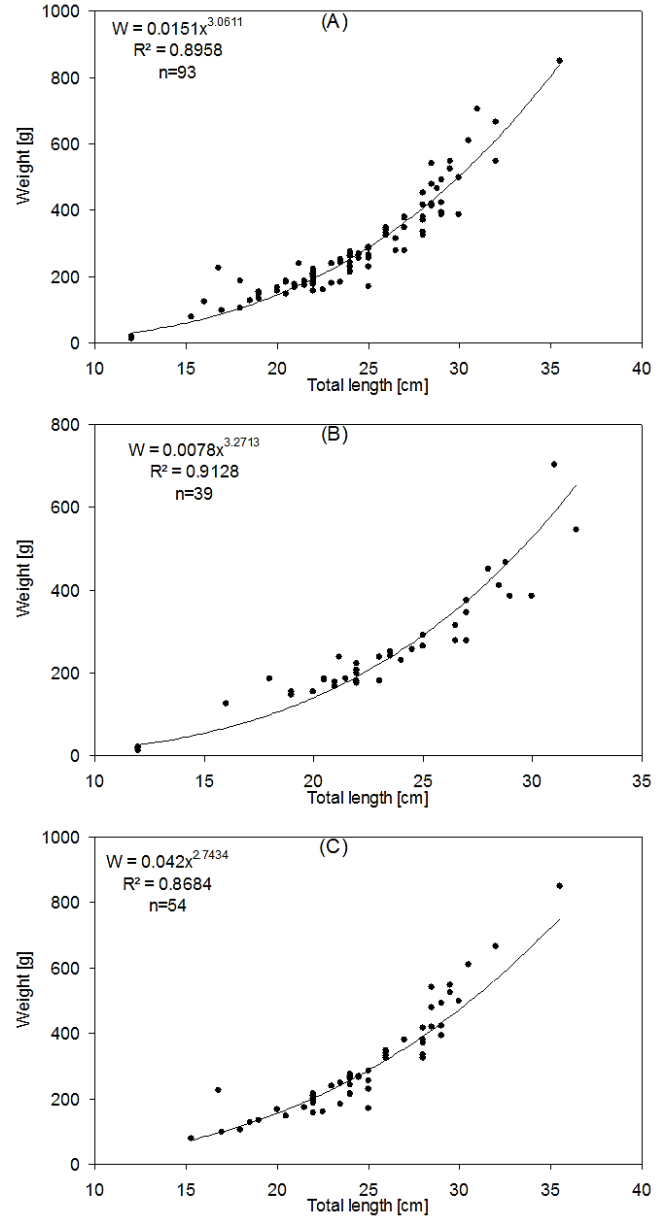 (A)
W = 0.0151x^3.0611
R² = 0.8958
n=93
Weight [g]
1000
800
600
400
200
0
10 15 20 25 30 35 40
Total length [cm]
(B)
W = 0.0078x^3.2713
R² = 0.9128
n=39
Weight [g]
800
600
400
200
0
10 15 20 25 30 35
Total length [cm]
(C)
W = 0.042x^2.7434
R² = 0.8684
n=54
Weight [g]
1000
800
600
400
200
0
10 15 20 25 30 35 40
Total length [cm]